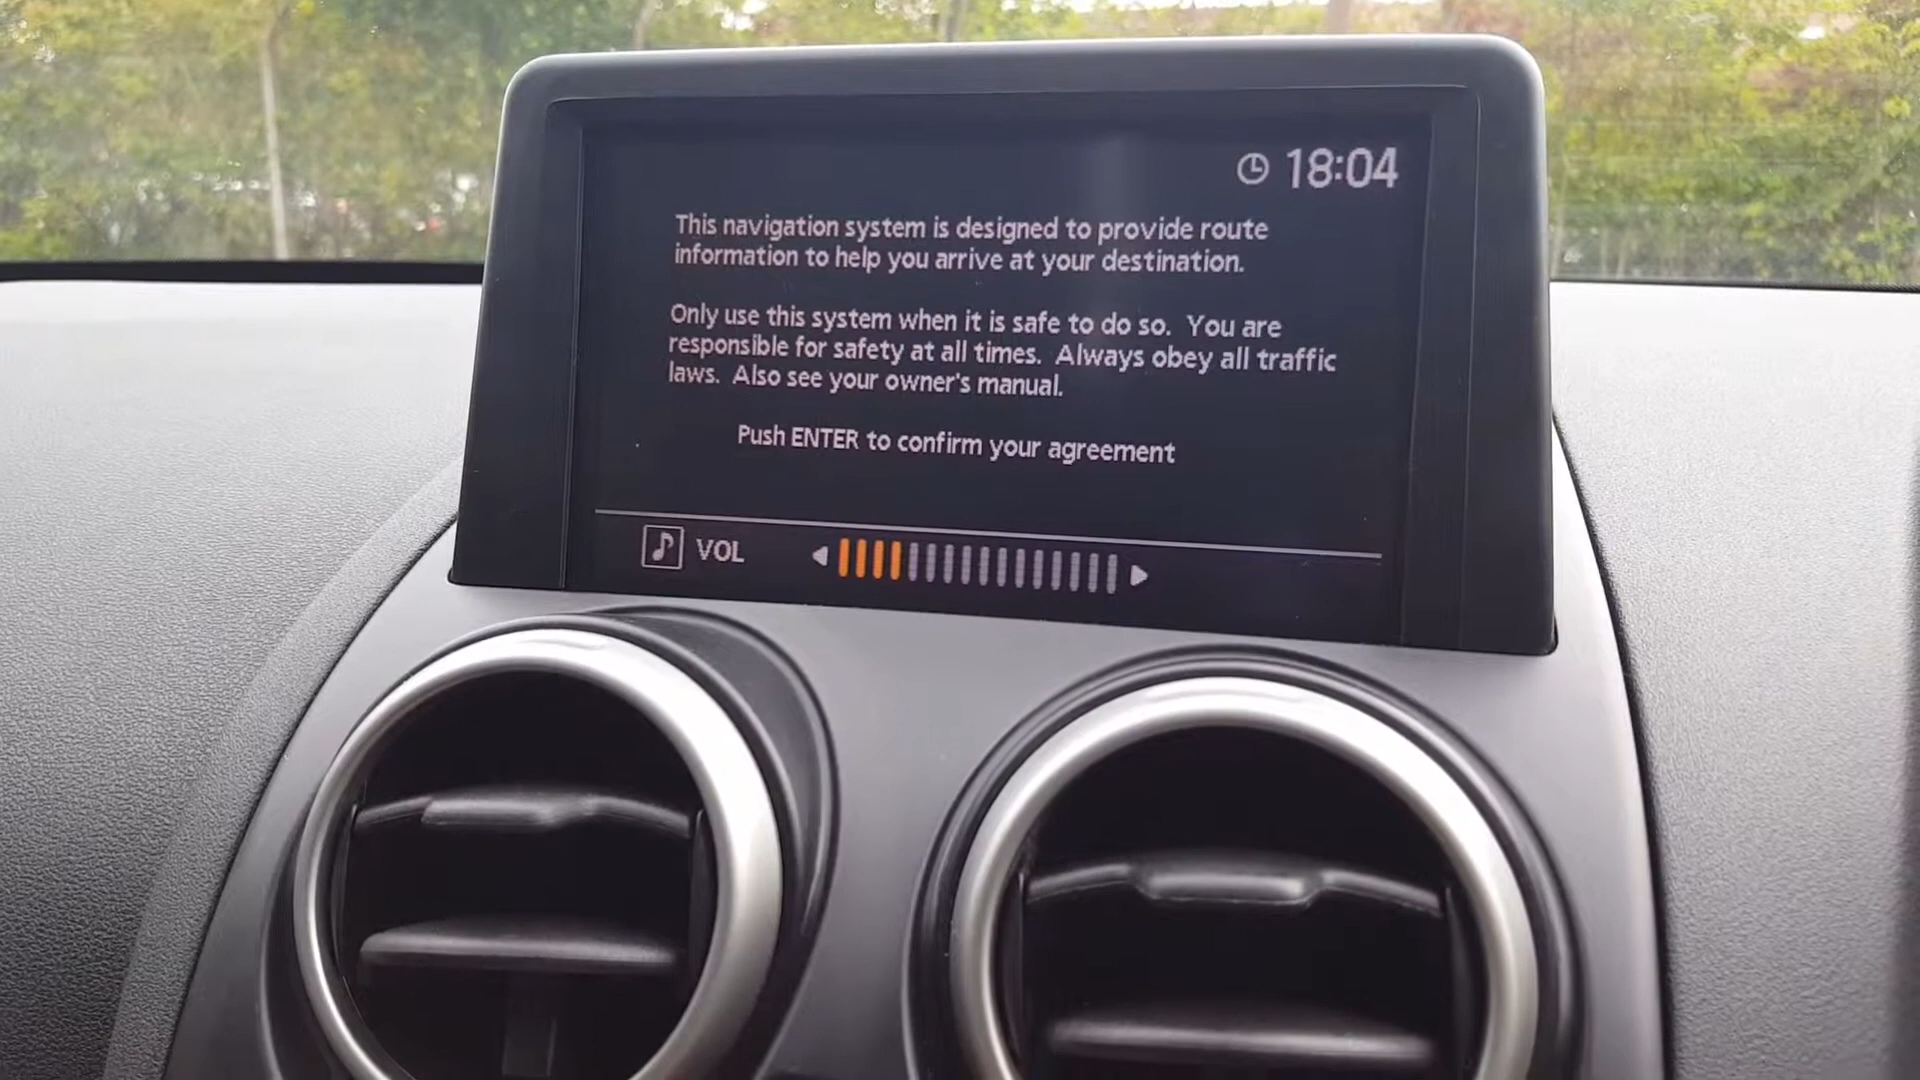 18:04
This navigation system is designed to provide route
information to help you arrive at your destination.
Only use this system when it is safe to do so. You are
responsible for safety at all times. Always obey all traffic
laws. Also see your owner's manual.
Push ENTER to confirm your agreement
VOL